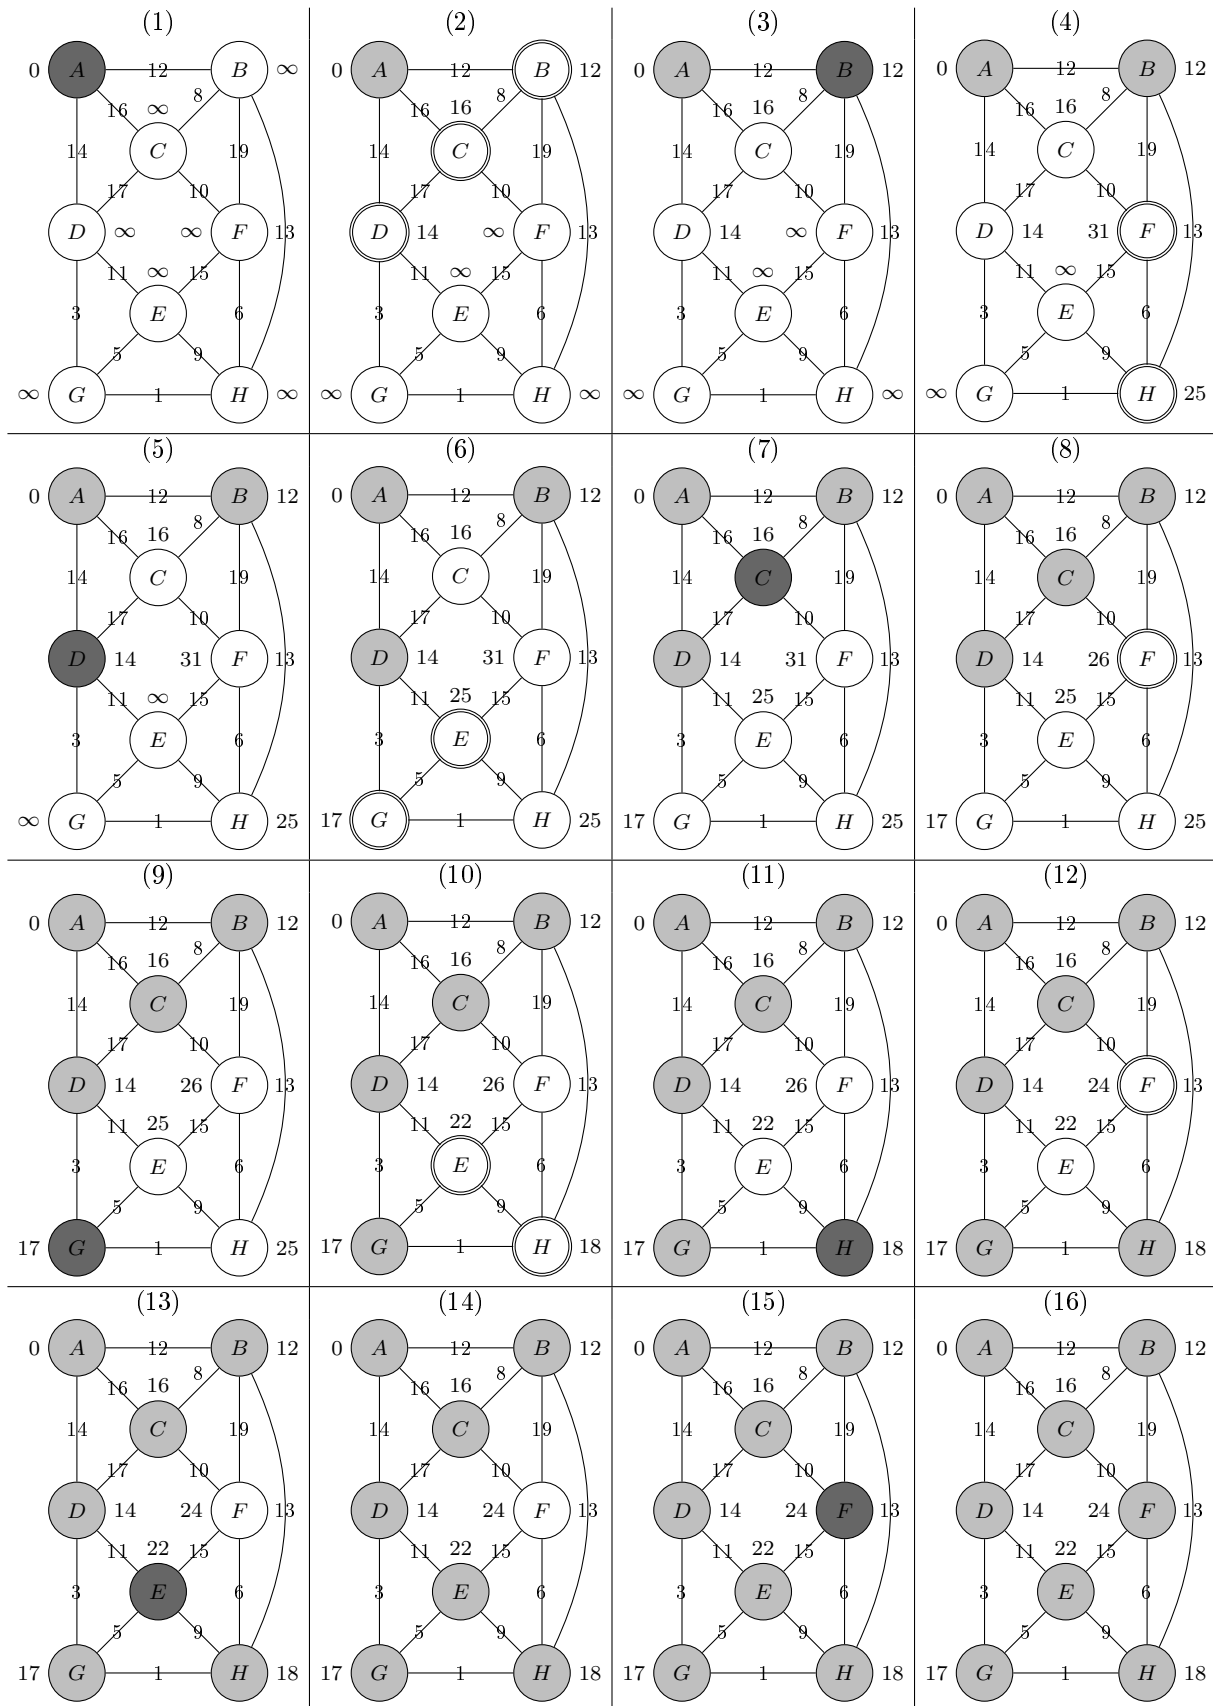 (1)
0 A 12 B ∞
16 ∞ 8
14 C 19
17 10
D ∞ ∞ F 13
11 ∞ 15
3 E 6
5 9
∞ G 1 H ∞
(2)
0 A 12 B 12
16 16 8
14 C 19
17 10
D 14 ∞ F 13
11 ∞ 15
3 E 6
5 9
∞ G 1 H ∞
(3)
0 A 12 B 12
16 16 8
14 C 19
17 10
D 14 ∞ F 13
11 ∞ 15
3 E 6
5 9
∞ G 1 H ∞
(4)
0 A 12 B 12
16 16 8
14 C 19
17 10
D 14 31 F 13
11 ∞ 15
3 E 6
5 9
∞ G 1 H 25
(5)
0 A 12 B 12
16 16 8
14 C 19
17 10
D 14 31 F 13
11 ∞ 15
3 E 6
5 9
∞ G 1 H 25
(6)
0 A 12 B 12
16 16 8
14 C 19
17 10
D 14 31 F 13
11 25 15
3 E 6
5 9
17 G 1 H 25
(7)
0 A 12 B 12
16 16 8
14 C 19
17 10
D 14 31 F 13
11 25 15
3 E 6
5 9
17 G 1 H 25
(8)
0 A 12 B 12
16 16 8
14 C 19
17 10
D 14 26 F 13
11 25 15
3 E 6
5 9
17 G 1 H 25
(9)
0 A 12 B 12
16 16 8
14 C 19
17 10
D 14 26 F 13
11 25 15
3 E 6
5 9
17 G 1 H 25
(10)
0 A 12 B 12
16 16 8
14 C 19
17 10
D 14 26 F 13
11 22 15
3 E 6
5 9
17 G 1 H 18
(11)
0 A 12 B 12
16 16 8
14 C 19
17 10
D 14 26 F 13
11 22 15
3 E 6
5 9
17 G 1 H 18
(12)
0 A 12 B 12
16 16 8
14 C 19
17 10
D 14 24 F 13
11 22 15
3 E 6
5 9
17 G 1 H 18
(13)
0 A 12 B 12
16 16 8
14 C 19
17 10
D 14 24 F 13
11 22 15
3 E 6
5 9
17 G 1 H 18
(14)
0 A 12 B 12
16 16 8
14 C 19
17 10
D 14 24 F 13
11 22 15
3 E 6
5 9
17 G 1 H 18
(15)
0 A 12 B 12
16 16 8
14 C 19
17 10
D 14 24 F 13
11 22 15
3 E 6
5 9
17 G 1 H 18
(16)
0 A 12 B 12
16 16 8
14 C 19
17 10
D 14 24 F 13
11 22 15
3 E 6
5 9
17 G 1 H 18